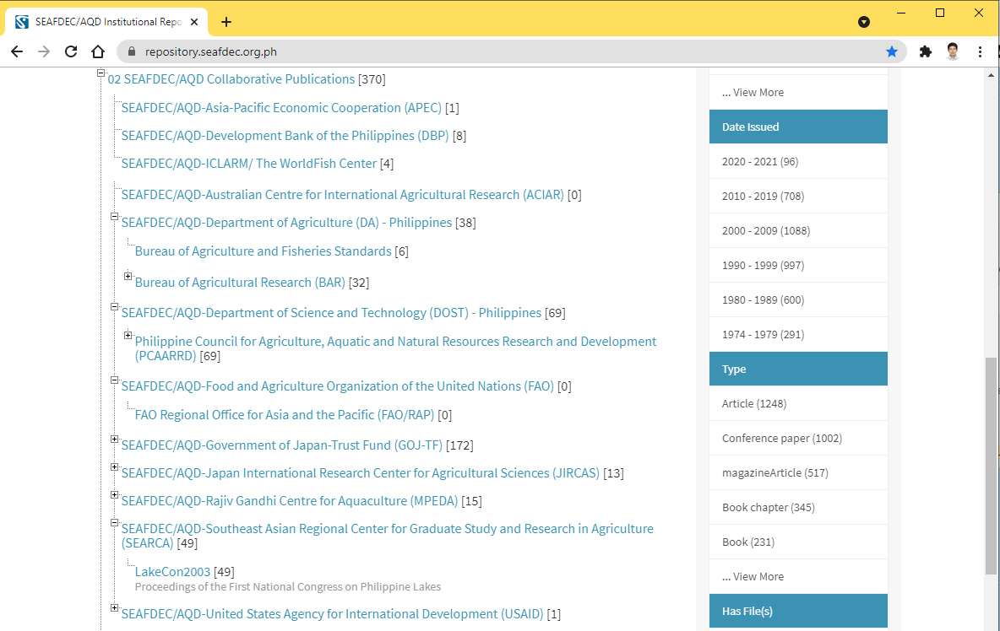 SEAFDEC/AQD Institutional Repo
repository.seafdec.org.ph
02 SEAFDEC/AQD Collaborative Publications [370]
SEAFDEC/AQD-Asia-Pacific Economic Cooperation (APEC) [1]
SEAFDEC/AQD-Development Bank of the Philippines (DBP) [8]
SEAFDEC/AQD-ICLARM/ The WorldFish Center [4]
SEAFDEC/AQD-Australian Centre for International Agricultural Research (ACIAR) [0]
SEAFDEC/AQD-Department of Agriculture (DA) - Philippines [38]
Bureau of Agriculture and Fisheries Standards [6]
Bureau of Agricultural Research (BAR) [32]
SEAFDEC/AQD-Department of Science and Technology (DOST) - Philippines [69]
Philippine Council for Agriculture, Aquatic and Natural Resources Research and Development
(PCAARRD) [69]
SEAFDEC/AQD-Food and Agriculture Organization of the United Nations (FAO) [0]
FAO Regional Office for Asia and the Pacific (FAO/RAP) [0]
SEAFDEC/AQD-Government of Japan-Trust Fund (GOJ-TF) [172]
SEAFDEC/AQD-Japan International Research Center for Agricultural Sciences (JIRCAS) [13]
SEAFDEC/AQD-Rajiv Gandhi Centre for Aquaculture (MPEDA) [15]
SEAFDEC/AQD-Southeast Asian Regional Center for Graduate Study and Research in Agriculture
(SEARCA) [49]
LakeCon2003 [49]
Proceedings of the First National Congress on Philippine Lakes
SEAFDEC/AQD-United States Agency for International Development (USAID) [1]
... View More
Date Issued
2020 - 2021 (96)
2010 - 2019 (708)
2000 - 2009 (1088)
1990 - 1999 (997)
1980 - 1989 (600)
1974 - 1979 (291)
Type
Article (1248)
Conference paper (1002)
magazineArticle (517)
Book chapter (345)
Book (231)
... View More
Has File(s)